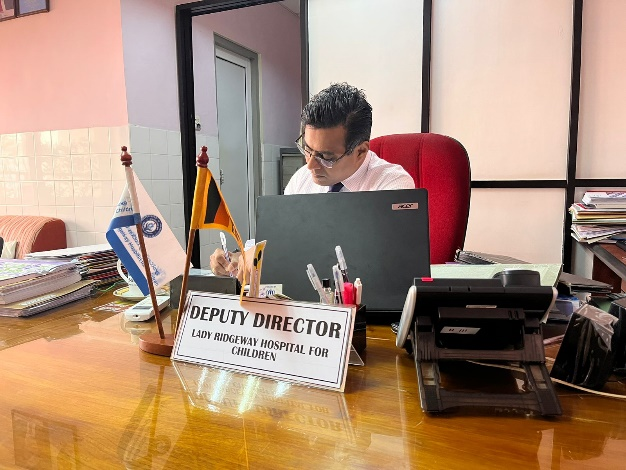 acer
DEPUTY DIRECTOR
LADY RIDGEWAY HOSPITAL FOR
CHILDREN